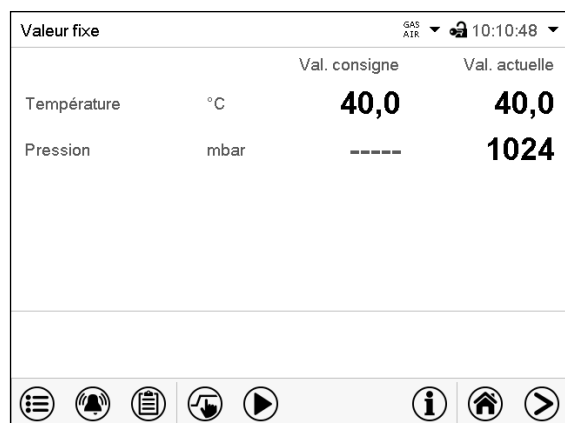 Valeur fixe GAS AIR 10:10:48
Val. consigne Val. actuelle
Température °C 40,0 40,0
Pression mbar ----- 1024